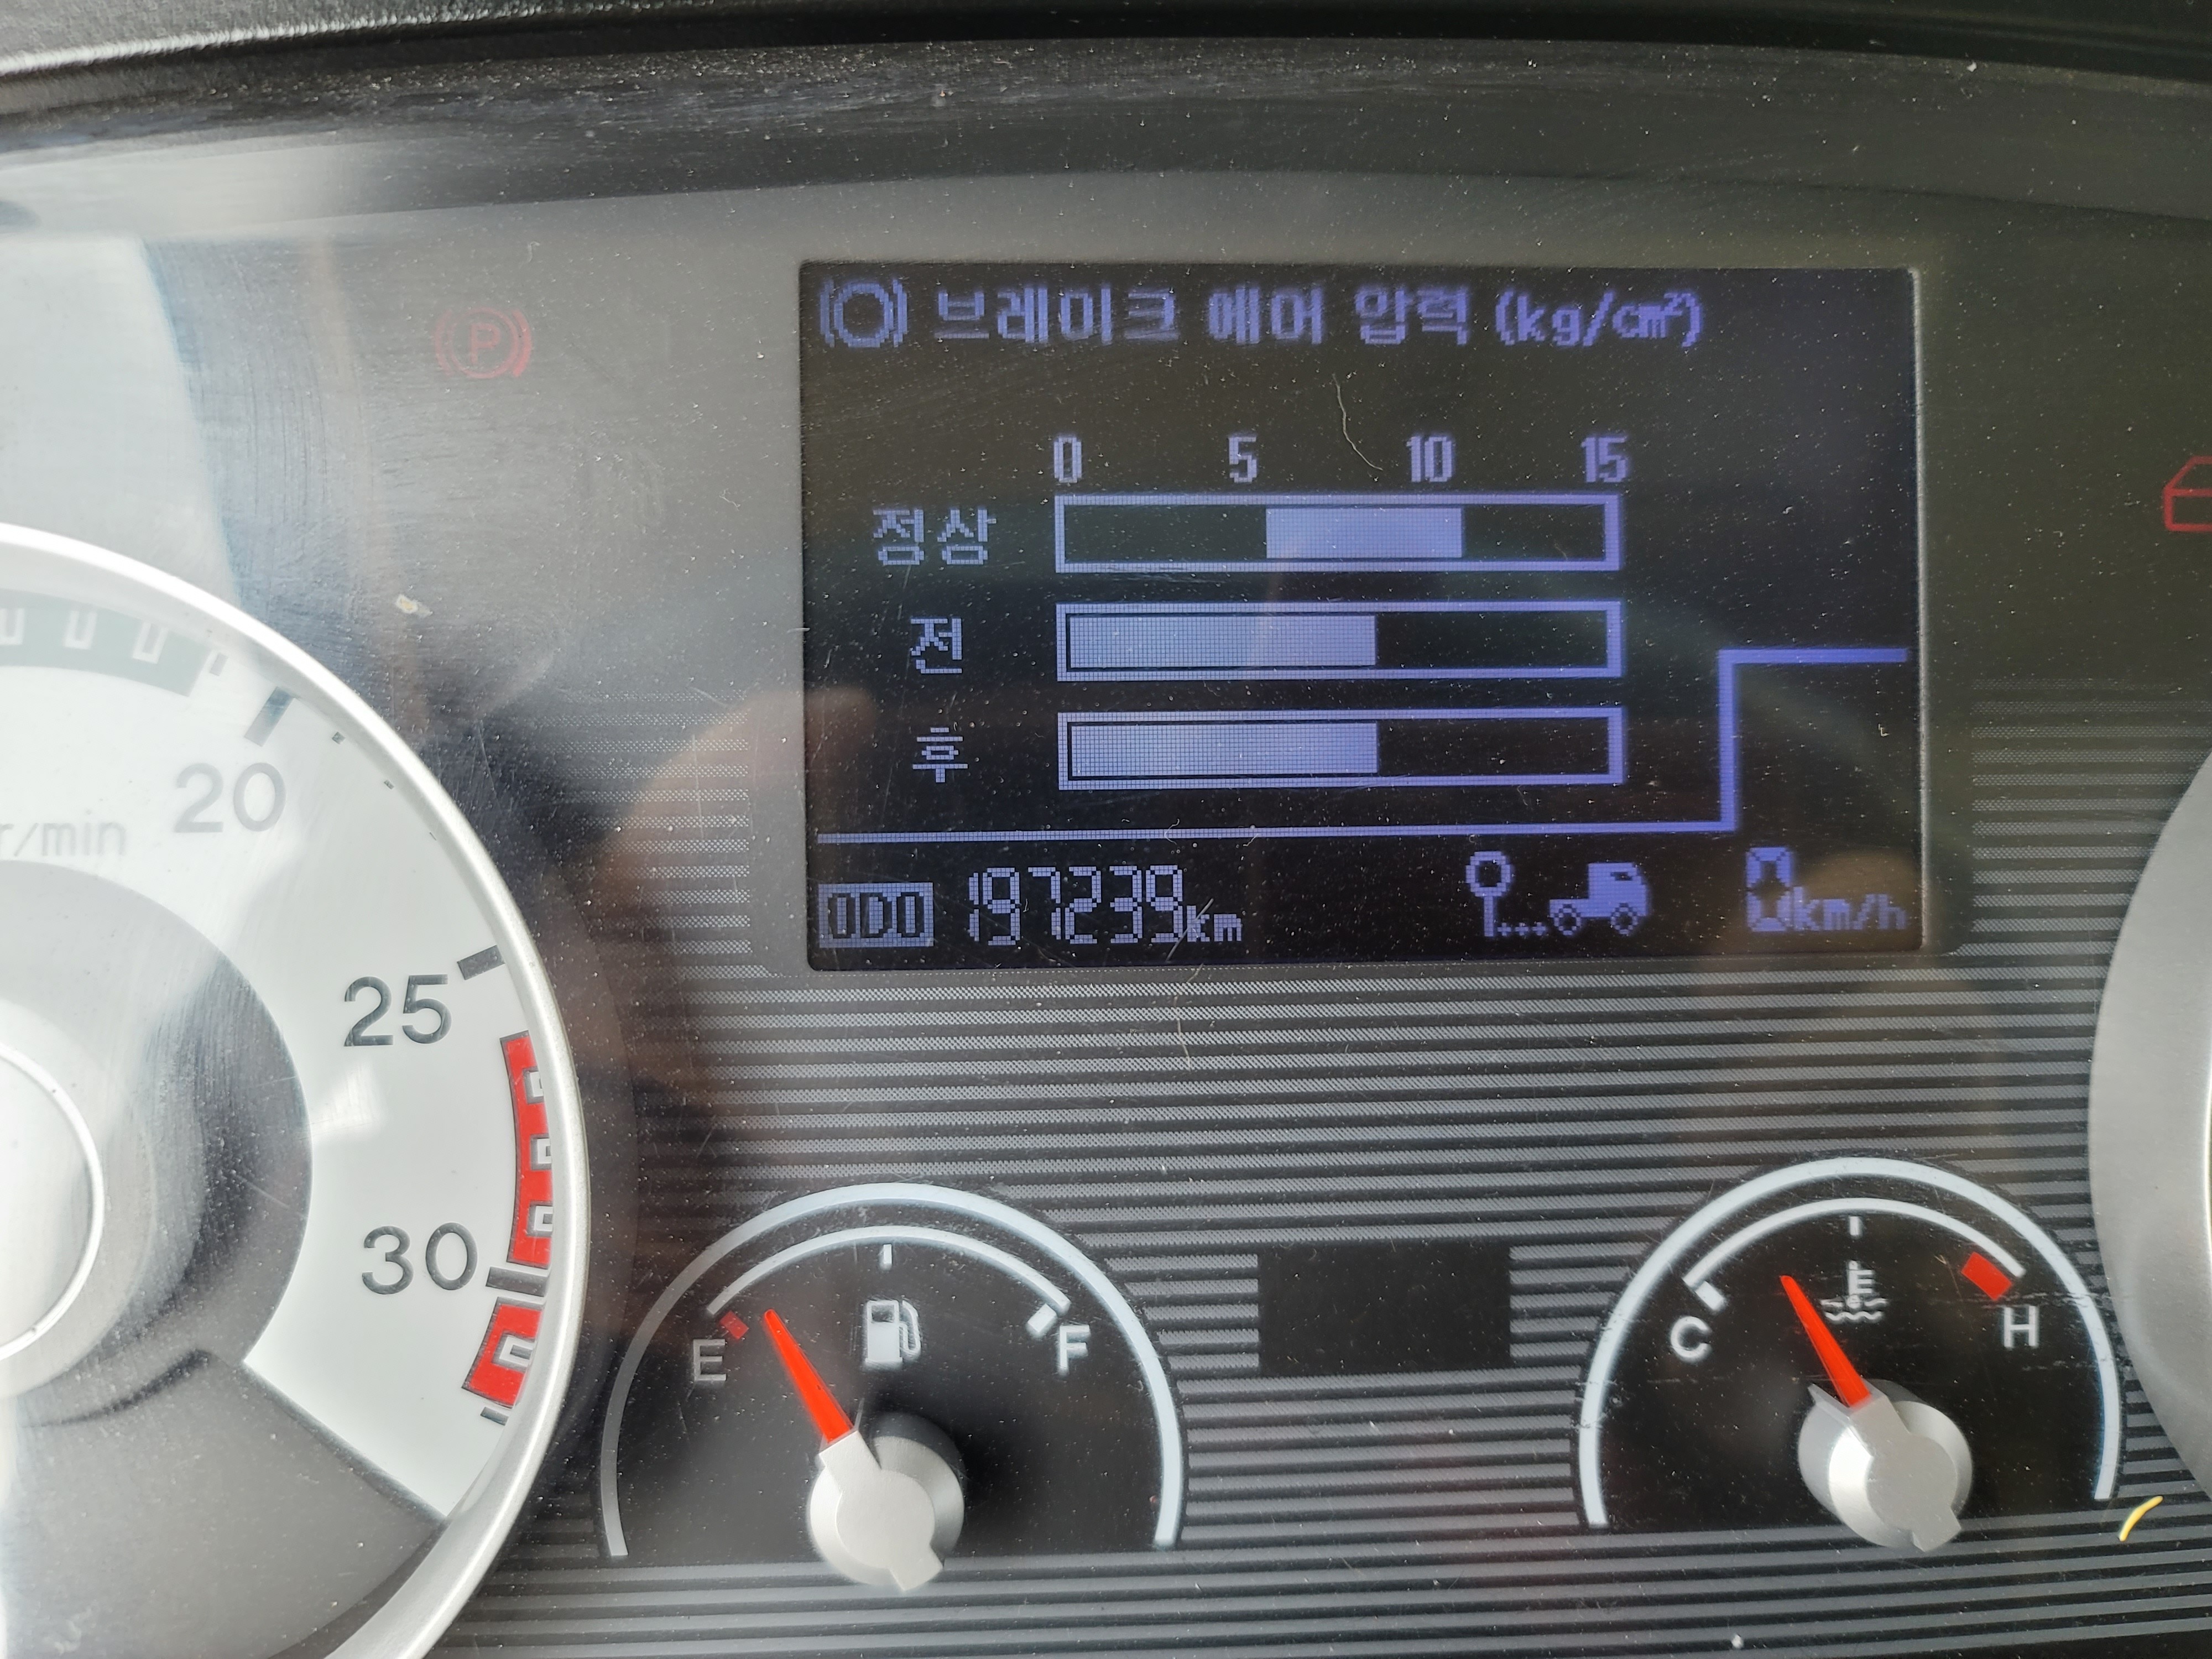 브레이크 에어 압력 (kg/cm²)
P
0 5 10 15
정상
전
후
20
r/min
ODO 197239km
0km/h
25
30
E
F
C
H